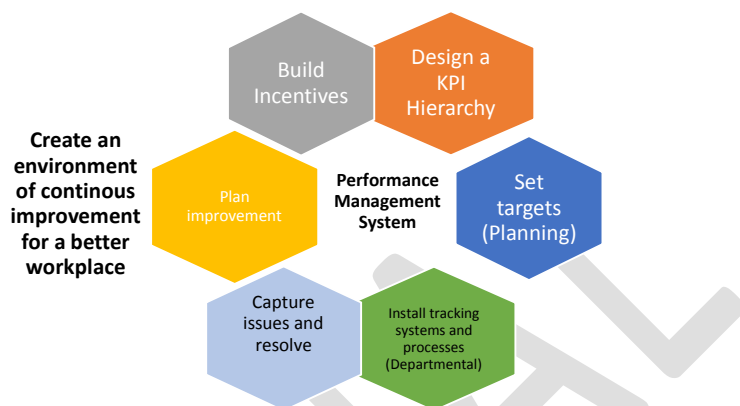 Build
Incentives
Design a
KPI
Hierarchy
Create an
environment
of continous
improvement
for a better
workplace
Plan
improvement
Performance
Management
System
Set
targets
(Planning)
Capture
issues and
resolve
Install tracking
systems and
processes
(Departmental)